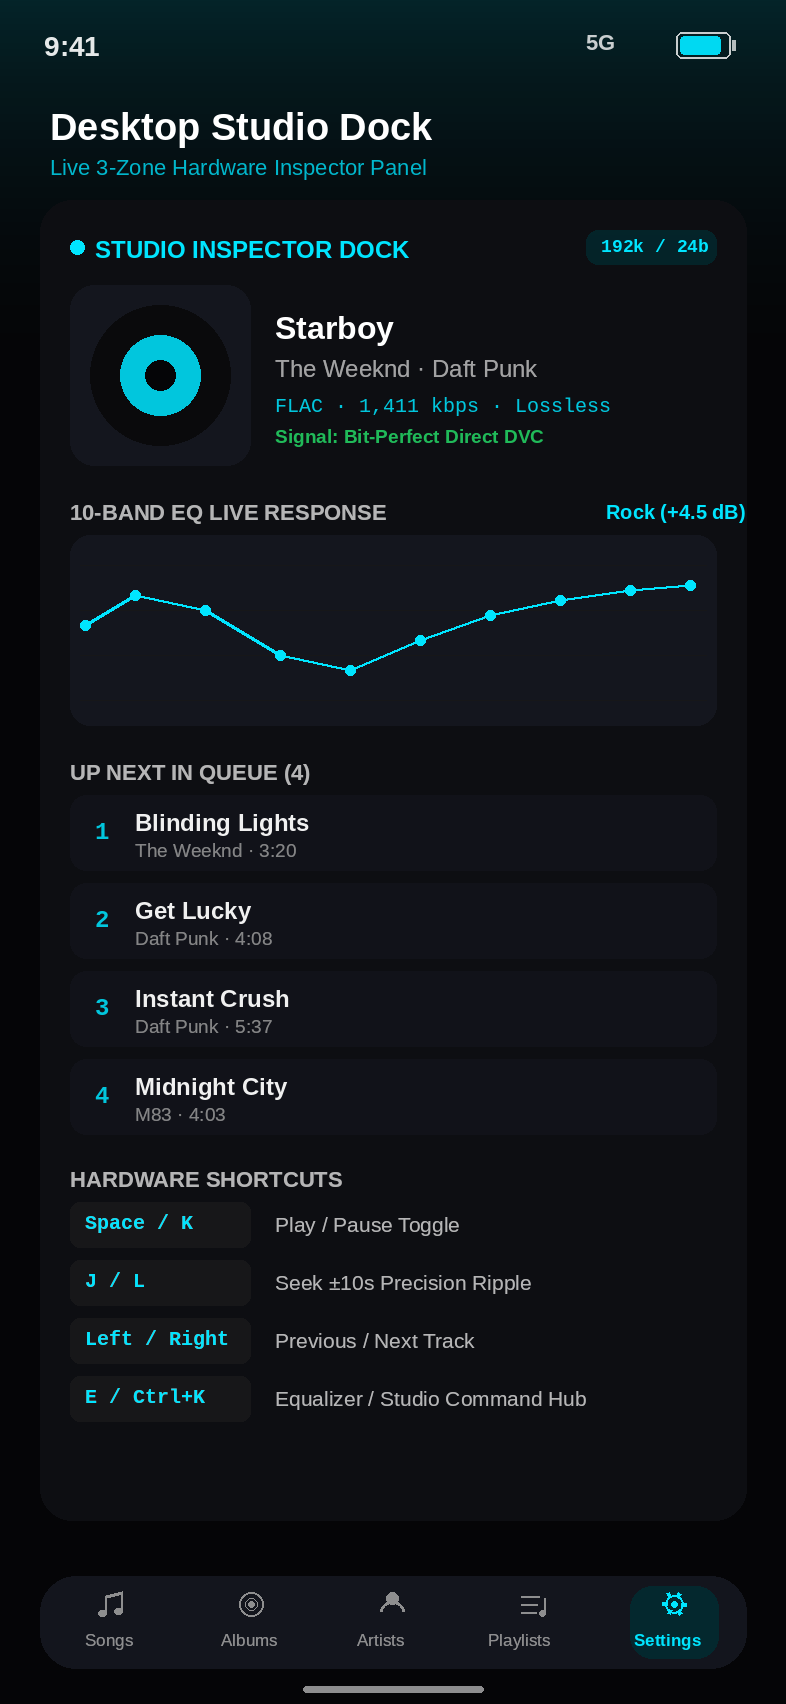 9:41
5G
Desktop Studio Dock
Live 3-Zone Hardware Inspector Panel
STUDIO INSPECTOR DOCK
192k / 24b
Starboy
The Weeknd · Daft Punk
FLAC · 1,411 kbps · Lossless
Signal: Bit-Perfect Direct DVC
10-BAND EQ LIVE RESPONSE
Rock (+4.5 dB)
UP NEXT IN QUEUE (4)
1
Blinding Lights
The Weeknd · 3:20
2
Get Lucky
Daft Punk · 4:08
3
Instant Crush
Daft Punk · 5:37
4
Midnight City
M83 · 4:03
HARDWARE SHORTCUTS
Space / K
Play / Pause Toggle
J / L
Seek ±10s Precision Ripple
Left / Right
Previous / Next Track
E / Ctrl+K
Equalizer / Studio Command Hub
Songs
Albums
Artists
Playlists
Settings